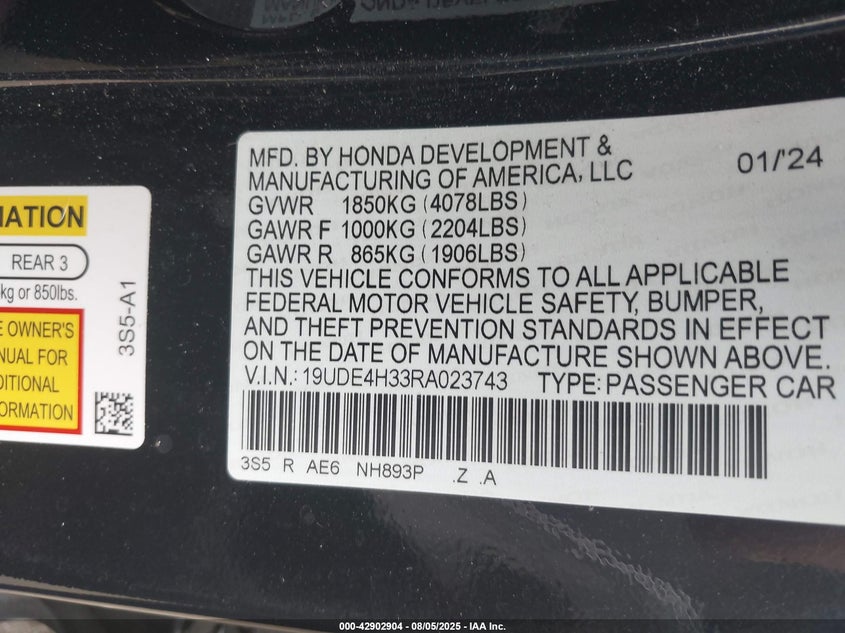 MATION
REAR 3
kg or 850lbs.
E OWNER'S
NUAL FOR
DITIONAL
FORMATION
3S5-A1
MFD. BY HONDA DEVELOPMENT &
MANUFACTURING OF AMERICA, LLC 01/'24
GVWR 1850KG (4078LBS)
GAWR F 1000KG (2204LBS)
GAWR R 865KG (1906LBS)
THIS VEHICLE CONFORMS TO ALL APPLICABLE
FEDERAL MOTOR VEHICLE SAFETY, BUMPER,
AND THEFT PREVENTION STANDARDS IN EFFECT
ON THE DATE OF MANUFACTURE SHOWN ABOVE.
V.I.N.: 19UDE4H33RA023743 TYPE: PASSENGER CAR
3S5 R AE6 NH893P .Z .A
000-42902904 - 08/05/2025 - IAA Inc.